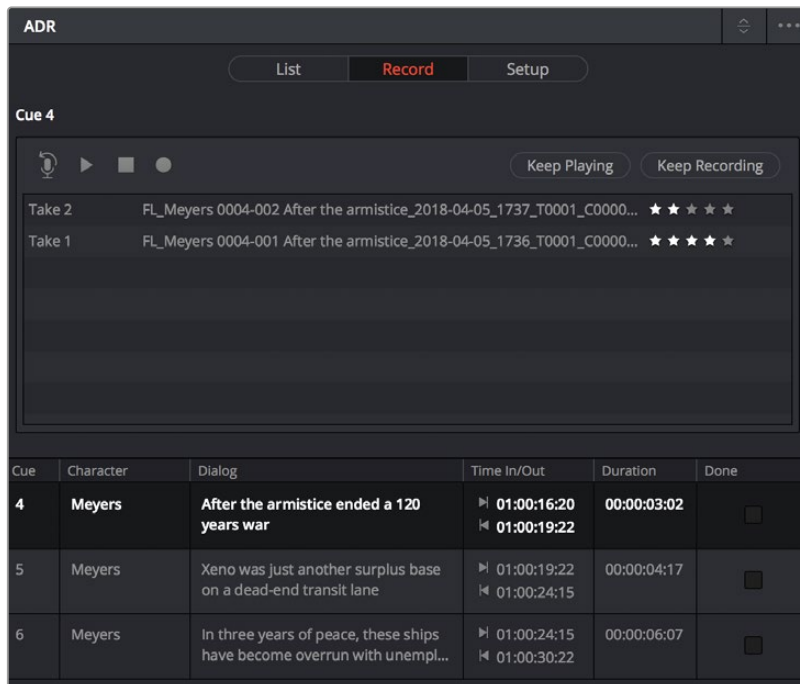 ADR
List Record Setup
Cue 4
Keep Playing Keep Recording
Take 2 FL_Meyers 0004-002 After the armistice_2018-04-05_1737_T0001_C0000...
Take 1 FL_Meyers 0004-001 After the armistice_2018-04-05_1736_T0001_C0000...
Cue Character Dialog Time In/Out Duration Done
4 Meyers After the armistice ended a 120 01:00:16:20 00:00:03:02
years war 01:00:19:22
5 Meyers Xeno was just another surplus base 01:00:19:22 00:00:04:17
on a dead-end transit lane 01:00:24:15
6 Meyers In three years of peace, these ships 01:00:24:15 00:00:06:07
have become overrun with unempl... 01:00:30:22